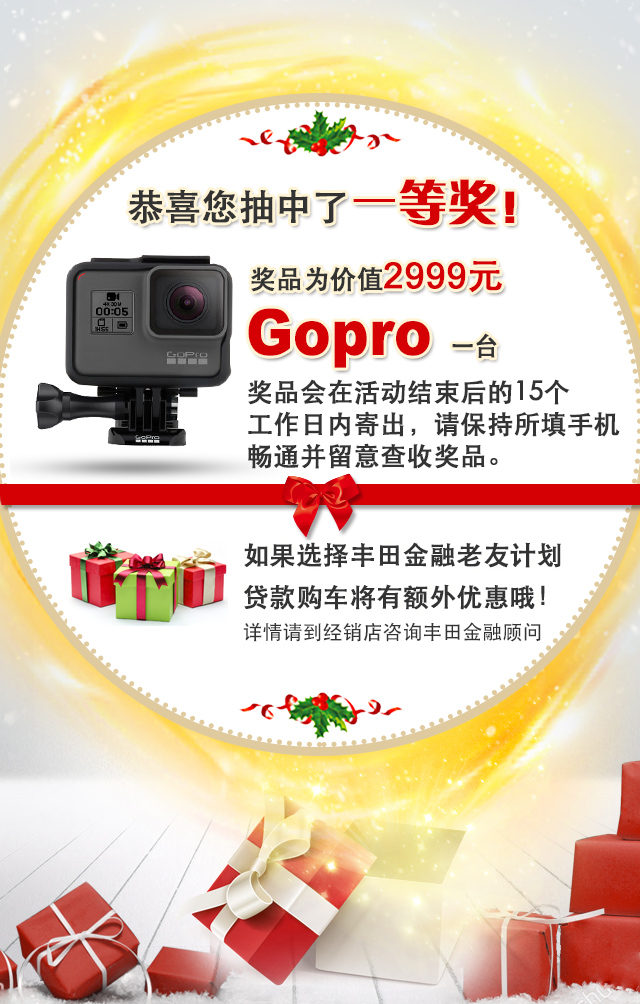 恭喜您抽中了一等奖!
奖品为价值2999元
Gopro 一台
奖品会在活动结束后的15个
工作日内寄出，请保持所填手机
畅通并留意查收奖品。
如果选择丰田金融老友计划
贷款购车将有额外优惠哦!
详情请到经销店咨询丰田金融顾问
00:05
GoPro
GoPro